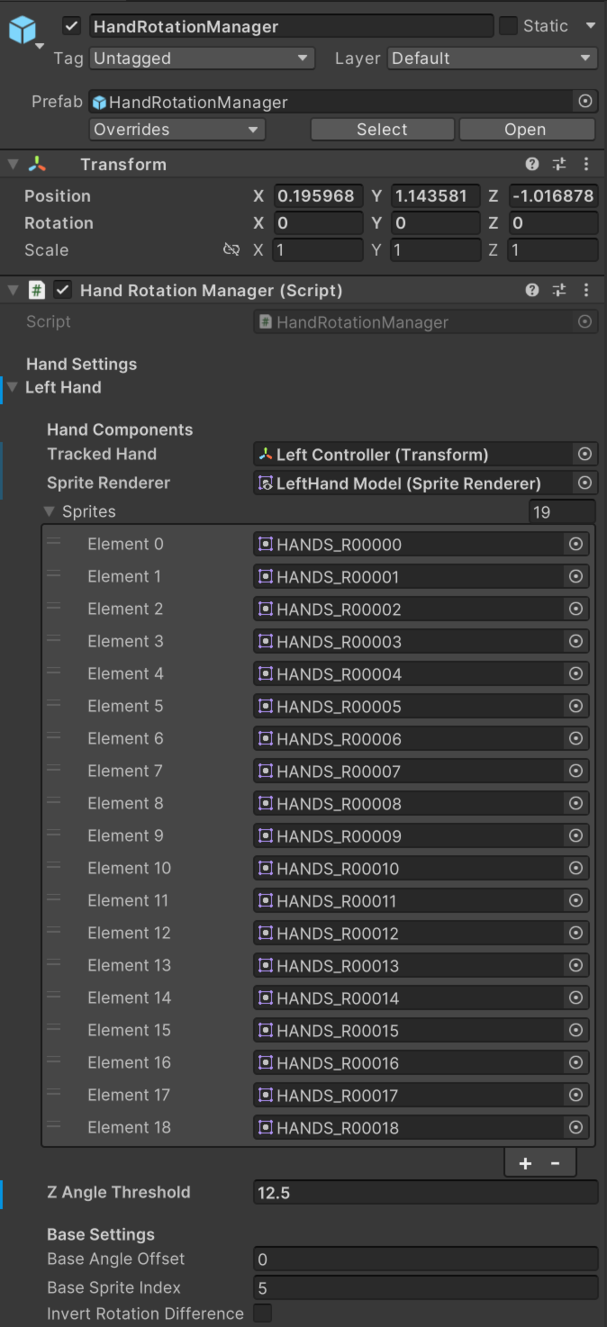 HandRotationManager Static
Tag Untagged Layer Default
Prefab HandRotationManager
Overrides Select Open
Transform
Position X 0.195968 Y 1.143581 Z -1.016878
Rotation X 0 Y 0 Z 0
Scale X 1 Y 1 Z 1
# Hand Rotation Manager (Script)
Script # HandRotationManager
Hand Settings
Left Hand
Hand Components
Tracked Hand Left Controller (Transform)
Sprite Renderer LeftHand Model (Sprite Renderer)
Sprites 19
Element 0 HANDS_R00000
Element 1 HANDS_R00001
Element 2 HANDS_R00002
Element 3 HANDS_R00003
Element 4 HANDS_R00004
Element 5 HANDS_R00005
Element 6 HANDS_R00006
Element 7 HANDS_R00007
Element 8 HANDS_R00008
Element 9 HANDS_R00009
Element 10 HANDS_R00010
Element 11 HANDS_R00011
Element 12 HANDS_R00012
Element 13 HANDS_R00013
Element 14 HANDS_R00014
Element 15 HANDS_R00015
Element 16 HANDS_R00016
Element 17 HANDS_R00017
Element 18 HANDS_R00018
+ -
Z Angle Threshold 12.5
Base Settings
Base Angle Offset 0
Base Sprite Index 5
Invert Rotation Difference